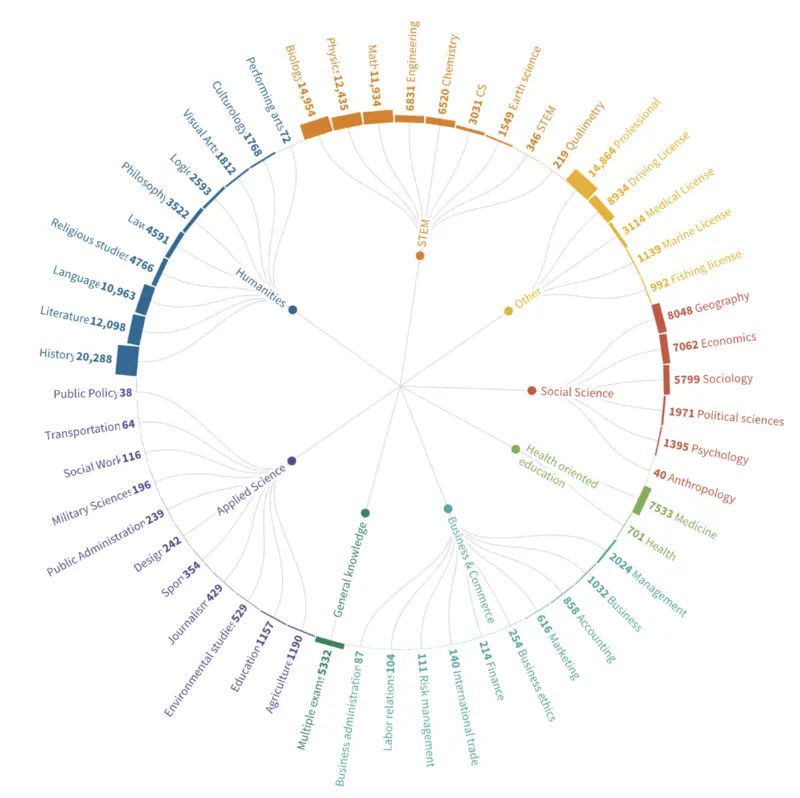 STEM
Biology 14,954
Physics 12,435
Math 11,934
6831 Engineering
6520 Chemistry
3031 CS
1549 Earth science
346 STEM
219 Qualimetry
Other
14,864 Professional
8934 Driving License
3114 Medical License
1139 Marine License
992 Fishing license
Social Science
8048 Geography
7062 Economics
5799 Sociology
1971 Political sciences
1395 Psychology
40 Anthropology
Health oriented
education
7533 Medicine
701 Health
Business & Commerce
2024 Management
1032 Business
858 Accounting
616 Marketing
254 Business ethics
214 Finance
140 International trade
111 Risk management
Labor relations 104
Business administration 87
General knowledge
Multiple exams 5332
Applied Science
Agriculture 1190
Education 1157
Environmental studies 529
Journalism 429
Sport 354
Design 242
Public Administration 239
Military Sciences 196
Social Work 116
Transportation 64
Public Policy 38
Humanities
History 20,288
Literature 12,098
Language 10,963
Religious studies 4766
Law 4591
Philosophy 3522
Logic 2593
Visual Arts 1812
Culturology 1768
Performing arts 72